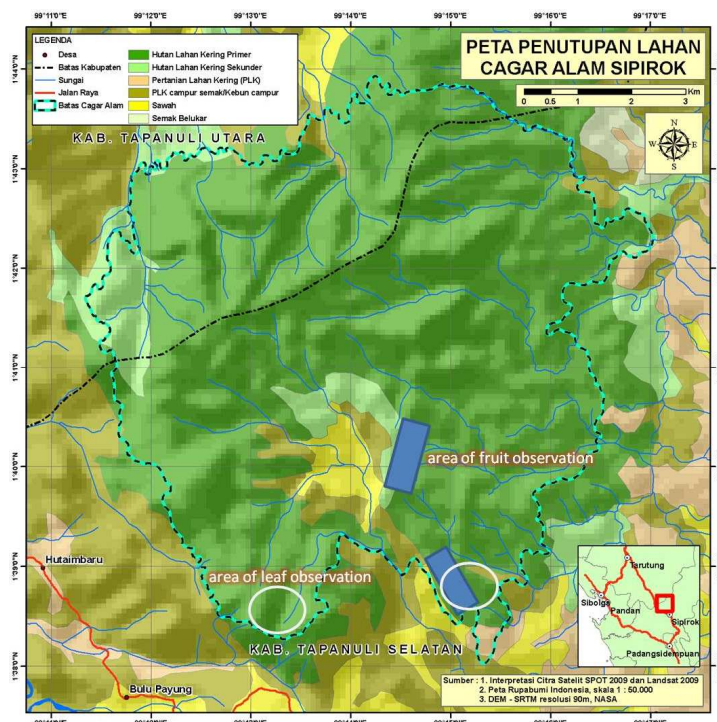 99°11'0"E 99°12'0"E 99°13'0"E 99°14'0"E 99°15'0"E 99°16'0"E 99°17'0"E
LEGENDA
Desa
Batas Kabupaten
Sungai
Jalan Raya
Batas Cagar Alam
Hutan Lahan Kering Primer
Hutan Lahan Kering Sekunder
Pertanian Lahan Kering (PLK)
PLK campur semak/Kebun campur
Sawah
Semak Belukar
PETA PENUTUPAN LAHAN
CAGAR ALAM SIPIROK
0 0.5 1 2 3 Km
N
W E
S
KAB. TAPANULI UTARA
area of fruit observation
area of leaf observation
Hutaimbaru
KAB. TAPANULI SELATAN
Bulu Payung
Tarutung
Sibolga
Pandan
Sipirok
Padangsidempuan
Sumber : 1. Interpretasi Citra Satelit SPOT 2009 dan Landsat 2009
2. Peta Rupabumi Indonesia, skala 1 : 50.000
3. DEM - SRTM resolusi 90m, NASA